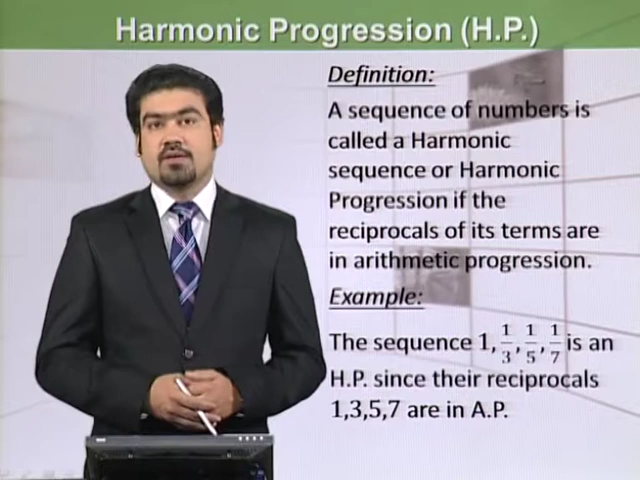 Harmonic Progression (H.P.)
Definition:
A sequence of numbers is
called a Harmonic
sequence or Harmonic
Progression if the
reciprocals of its terms are
in arithmetic progression.
Example:
The sequence 1, 1/3, 1/5, 1/7 is an
H.P. since their reciprocals
1,3,5,7 are in A.P.